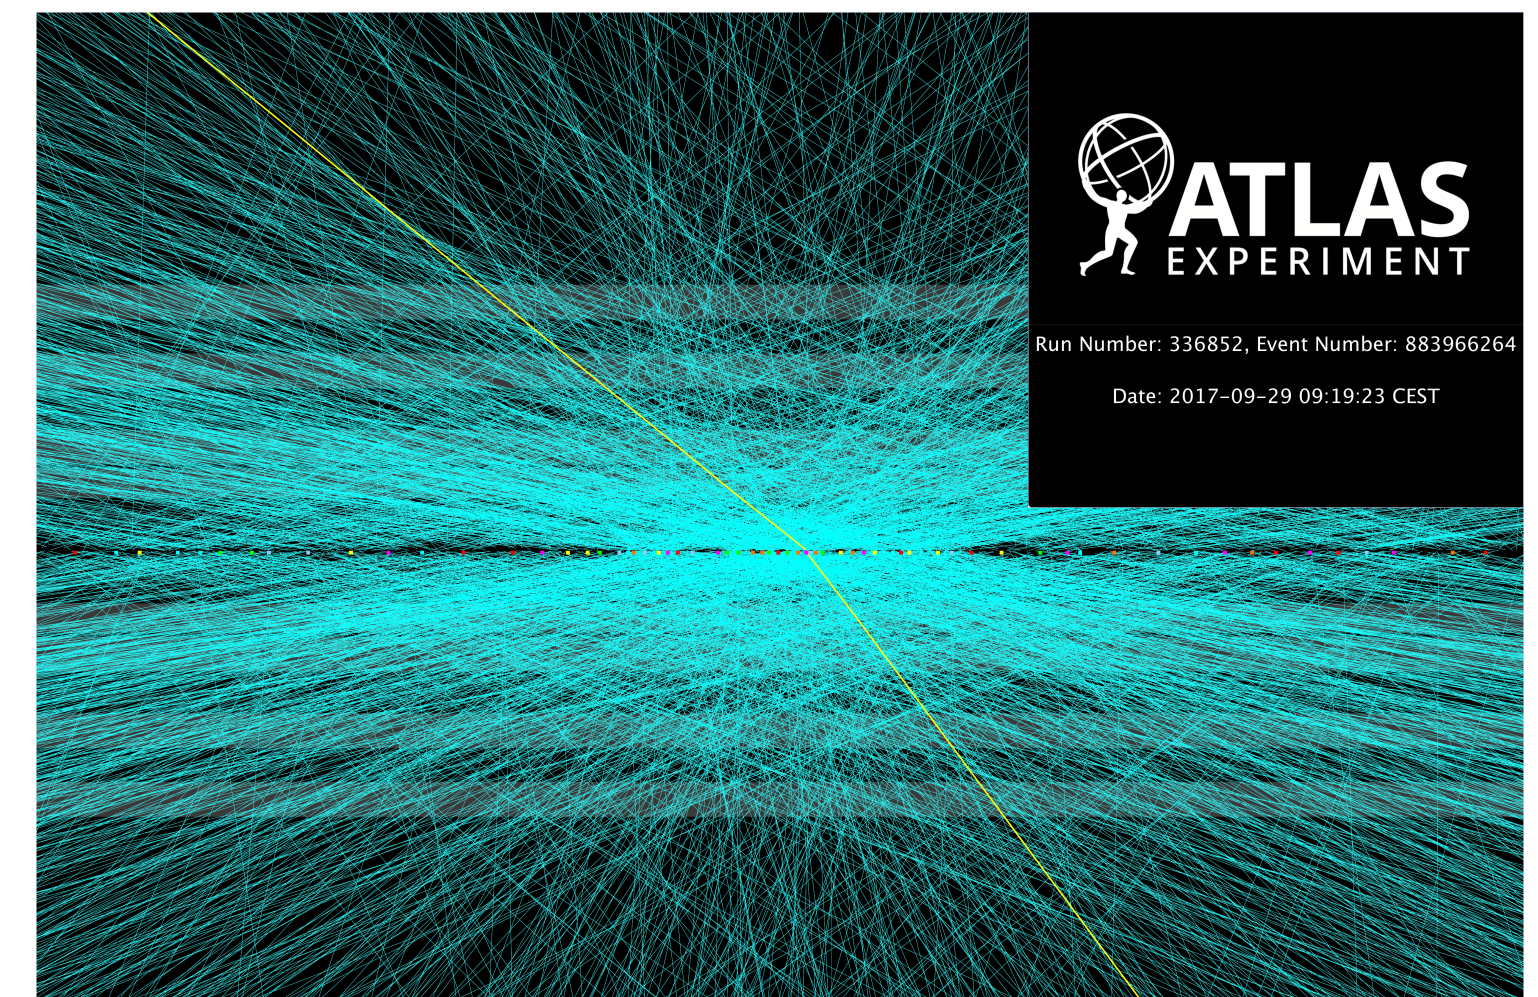 ATLAS
EXPERIMENT
Run Number: 336852, Event Number: 883966264
Date: 2017-09-29 09:19:23 CEST